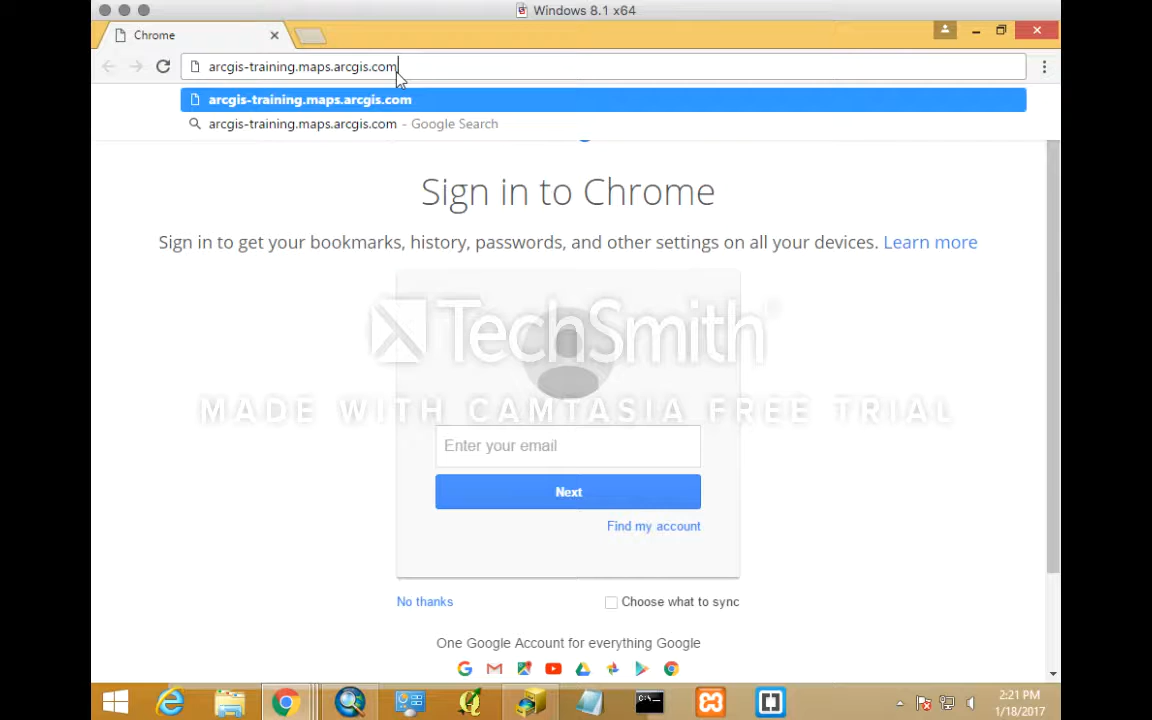 Windows 8.1 x64
Chrome
arcgis-training.maps.arcgis.com
arcgis-training.maps.arcgis.com
arcgis-training.maps.arcgis.com - Google Search
Sign in to Chrome
Sign in to get your bookmarks, history, passwords, and other settings on all your devices. Learn more
TechSmith
MADE WITH CAMTASIA FREE TRIAL
Enter your email
Next
Find my account
No thanks
Choose what to sync
One Google Account for everything Google
2:21 PM
1/18/2017